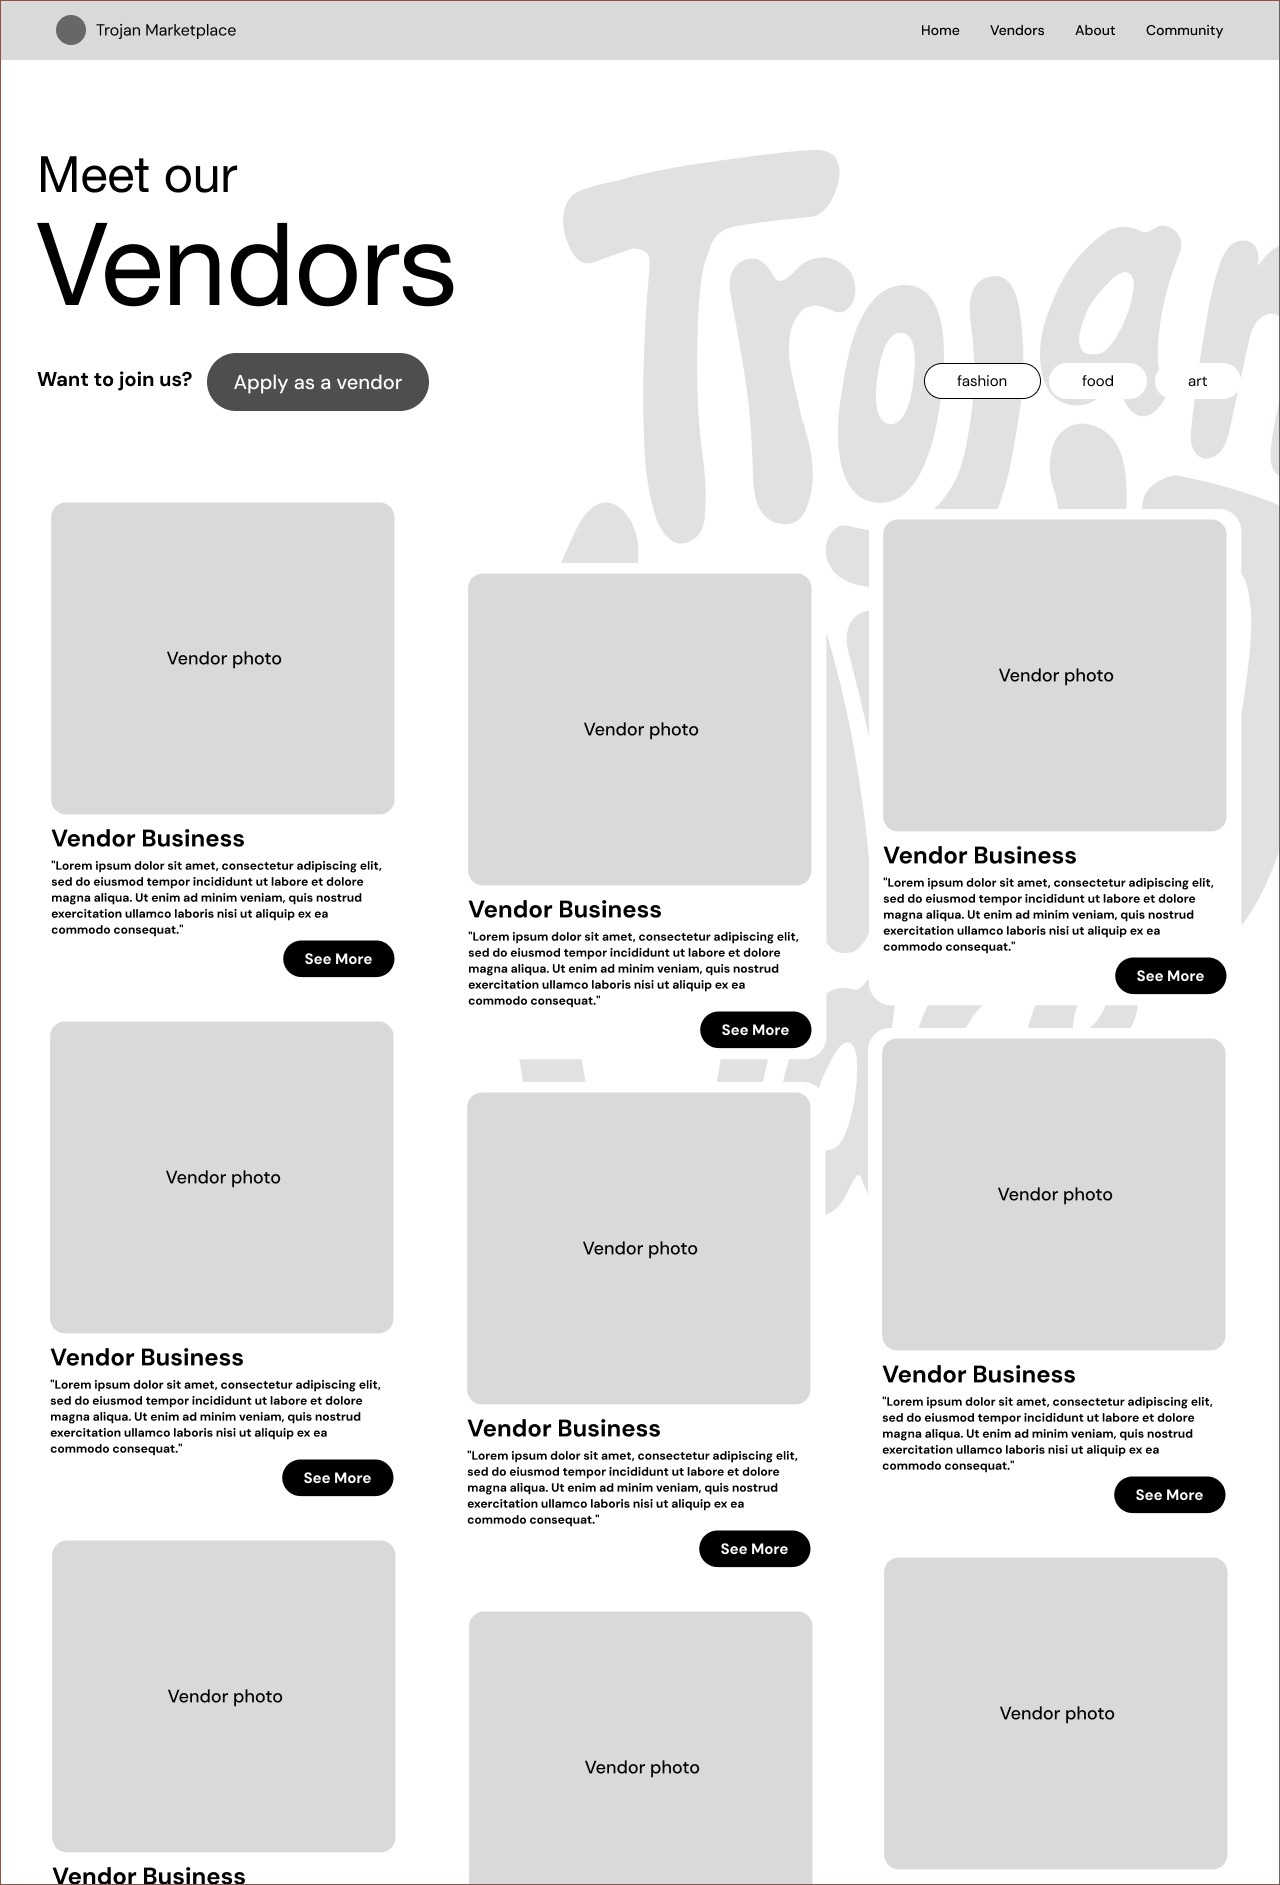 Trojan Marketplace
Home
Vendors
About
Community
Trojan
Meet our
Vendors
Want to join us?
Apply as a vendor
fashion
food
art
Vendor photo
Vendor Business
"Lorem ipsum dolor sit amet, consectetur adipiscing elit,
sed do eiusmod tempor incididunt ut labore et dolore
magna aliqua. Ut enim ad minim veniam, quis nostrud
exercitation ullamco laboris nisi ut aliquip ex ea
commodo consequat."
See More
Vendor photo
Vendor Business
"Lorem ipsum dolor sit amet, consectetur adipiscing elit,
sed do eiusmod tempor incididunt ut labore et dolore
magna aliqua. Ut enim ad minim veniam, quis nostrud
exercitation ullamco laboris nisi ut aliquip ex ea
commodo consequat."
See More
Vendor photo
Vendor Business
"Lorem ipsum dolor sit amet, consectetur adipiscing elit,
sed do eiusmod tempor incididunt ut labore et dolore
magna aliqua. Ut enim ad minim veniam, quis nostrud
exercitation ullamco laboris nisi ut aliquip ex ea
commodo consequat."
See More
Vendor photo
Vendor Business
"Lorem ipsum dolor sit amet, consectetur adipiscing elit,
sed do eiusmod tempor incididunt ut labore et dolore
magna aliqua. Ut enim ad minim veniam, quis nostrud
exercitation ullamco laboris nisi ut aliquip ex ea
commodo consequat."
See More
Vendor photo
Vendor Business
"Lorem ipsum dolor sit amet, consectetur adipiscing elit,
sed do eiusmod tempor incididunt ut labore et dolore
magna aliqua. Ut enim ad minim veniam, quis nostrud
exercitation ullamco laboris nisi ut aliquip ex ea
commodo consequat."
See More
Vendor photo
Vendor Business
"Lorem ipsum dolor sit amet, consectetur adipiscing elit,
sed do eiusmod tempor incididunt ut labore et dolore
magna aliqua. Ut enim ad minim veniam, quis nostrud
exercitation ullamco laboris nisi ut aliquip ex ea
commodo consequat."
See More
Vendor photo
Vendor Business
Vendor photo
Vendor photo